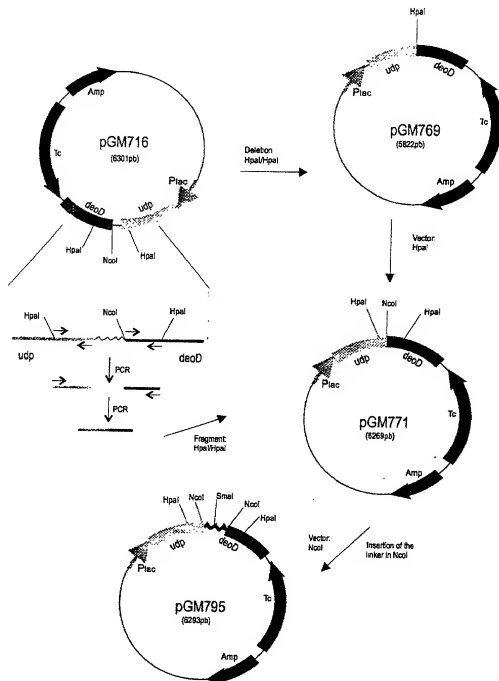 HpaI
udp
deoD
Plac
pGM769
(5822pb)
Tc
Amp
Amp
pGM716
(6301pb)
Tc
Plac
deoD
udp
HpaI
NcoI
HpaI
Deletion
HpaI/HpaI
Vector:
HpaI
HpaI
NcoI
HpaI
udp
deoD
PCR
PCR
Fragment:
HpaI/HpaI
HpaI
NcoI
HpaI
udp
deoD
Plac
pGM771
(6269pb)
Tc
Amp
Vector:
NcoI
Insertion of the
linker in NcoI
HpaI
NcoI
SmaI
NcoI
HpaI
udp
deoD
Plac
pGM795
(6293pb)
Tc
Amp